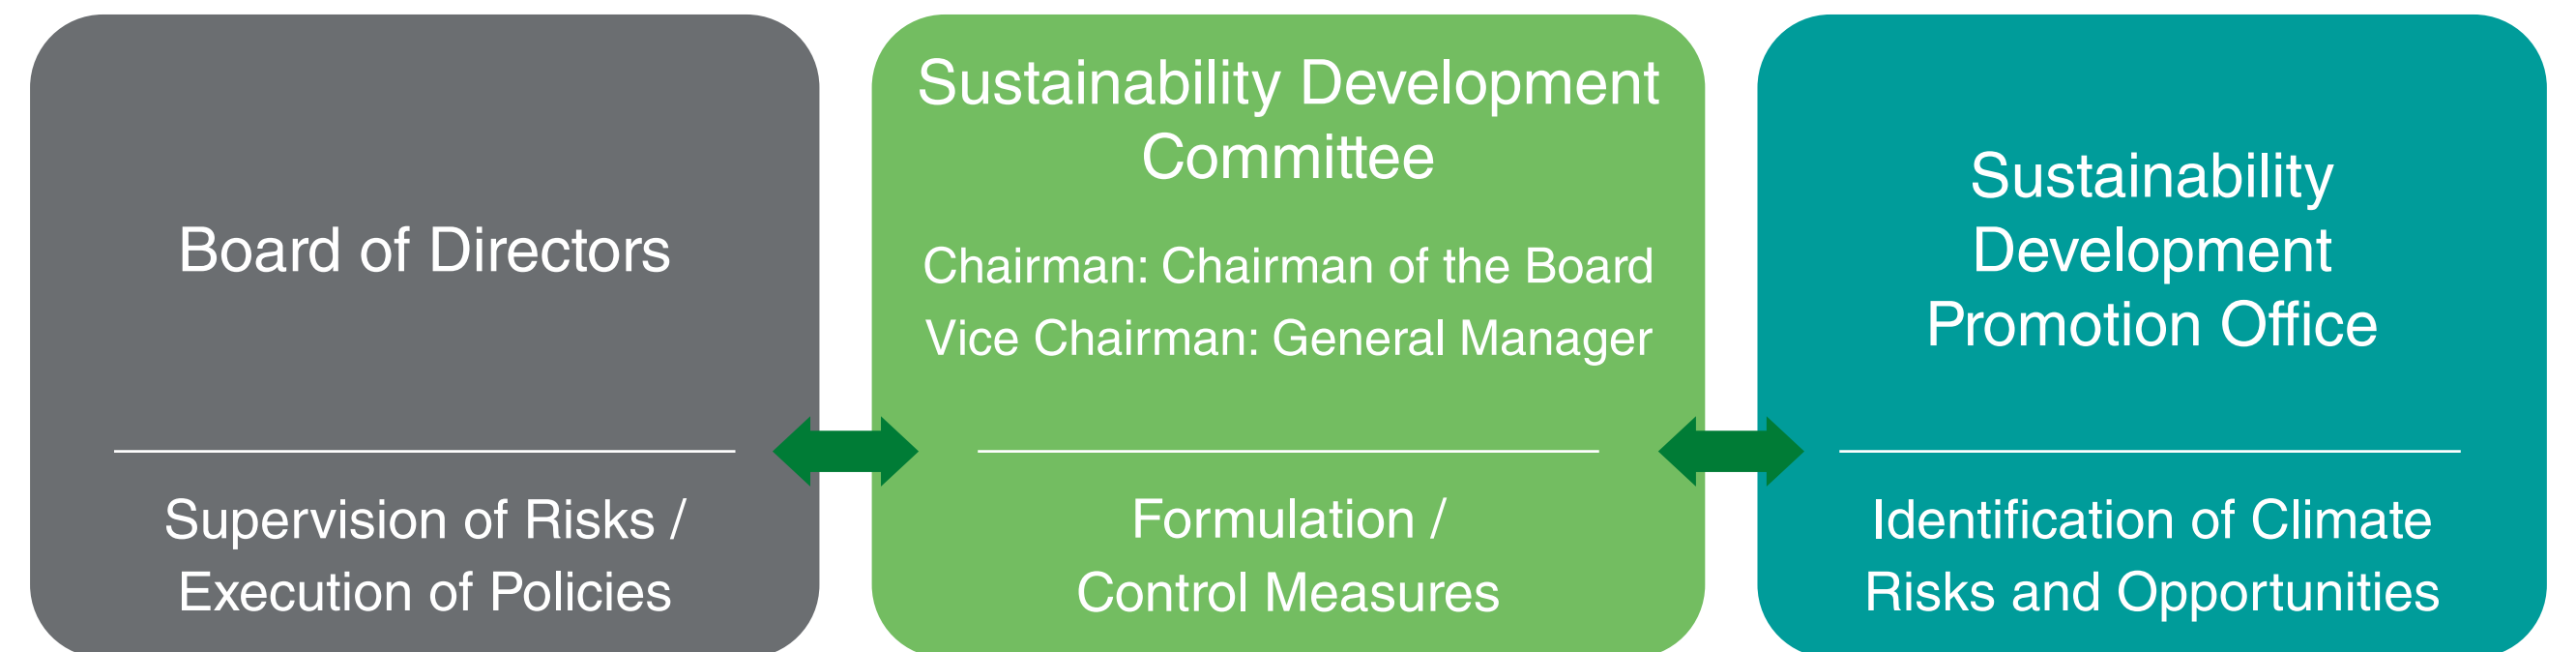 Board of Directors
Supervision of Risks /
Execution of Policies
Sustainability Development
Committee
Chairman: Chairman of the Board
Vice Chairman: General Manager
Formulation /
Control Measures
Sustainability
Development
Promotion Office
Identification of Climate
Risks and Opportunities